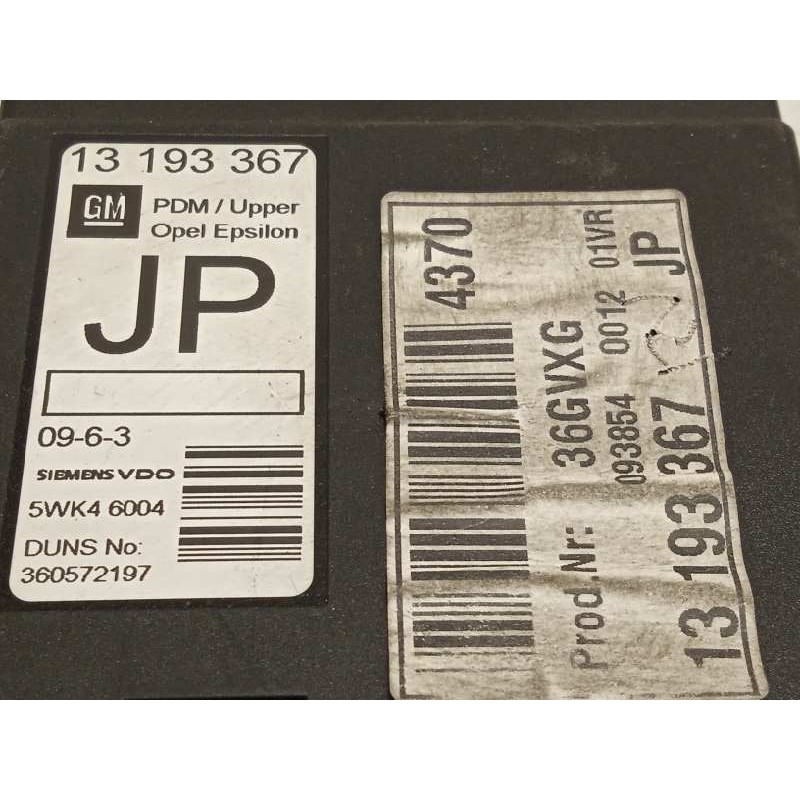 13 193 367
GM
PDM / Upper
Opel Epsilon
JP
09-6-3
SIEMENS VDO
5WK4 6004
DUNS No:
360572197
4370
Prod.Nr: 36GVXG
093854 0012 01VR
13 193 367 JP